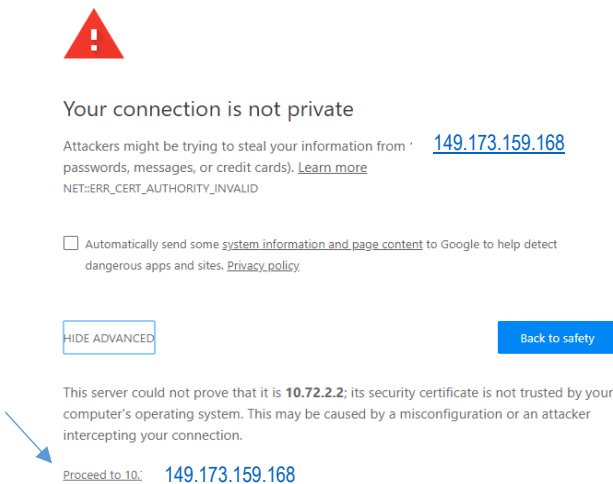 Your connection is not private
Attackers might be trying to steal your information from 149.173.159.168
passwords, messages, or credit cards). Learn more
NET::ERR_CERT_AUTHORITY_INVALID
Automatically send some system information and page content to Google to help detect
dangerous apps and sites. Privacy policy
HIDE ADVANCED
Back to safety
This server could not prove that it is 10.72.2.2; its security certificate is not trusted by your
computer's operating system. This may be caused by a misconfiguration or an attacker
intercepting your connection.
Proceed to 10. 149.173.159.168